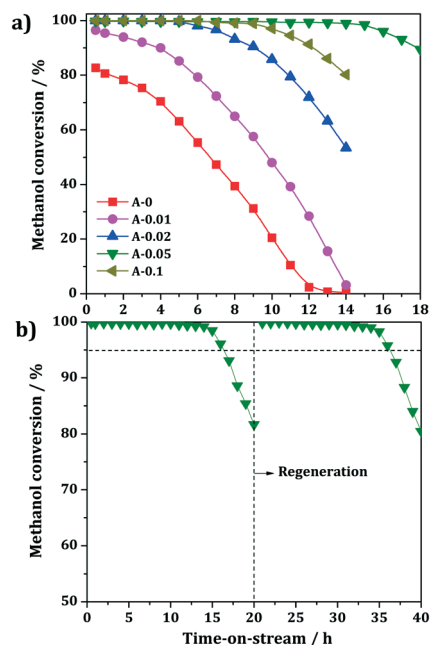 a)
Methanol conversion / %
100
80
60
40
20
0
A-0
A-0.01
A-0.02
A-0.05
A-0.1
0 2 4 6 8 10 12 14 16 18
b)
Methanol conversion / %
100
90
80
70
60
50
Regeneration
0 5 10 15 20 25 30 35 40
Time-on-stream / h